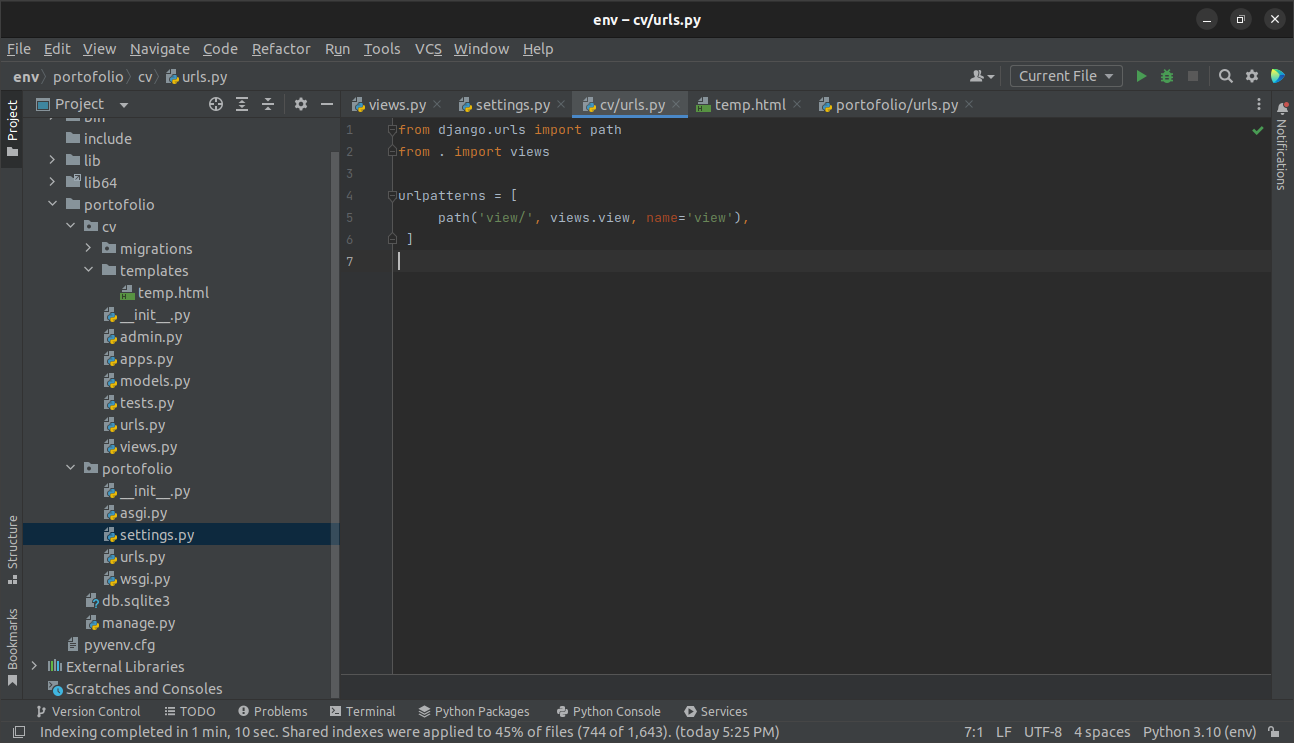 env – cv/urls.py
File Edit View Navigate Code Refactor Run Tools VCS Window Help
env portofolio cv urls.py
Current File
Project
Project
views.py settings.py cv/urls.py temp.html portofolio/urls.py
Notifications
bin
include
lib
lib64
portofolio
cv
migrations
templates
temp.html
__init__.py
admin.py
apps.py
models.py
tests.py
urls.py
views.py
portofolio
__init__.py
asgi.py
settings.py
urls.py
wsgi.py
db.sqlite3
manage.py
pyvenv.cfg
External Libraries
Scratches and Consoles
Structure
Bookmarks
1 from django.urls import path
2 from . import views
3
4 urlpatterns = [
5 path('view/', views.view, name='view'),
6 ]
7
Version Control TODO Problems Terminal Python Packages Python Console Services
Indexing completed in 1 min, 10 sec. Shared indexes were applied to 45% of files (744 of 1,643). (today 5:25 PM) 7:1 LF UTF-8 4 spaces Python 3.10 (env)